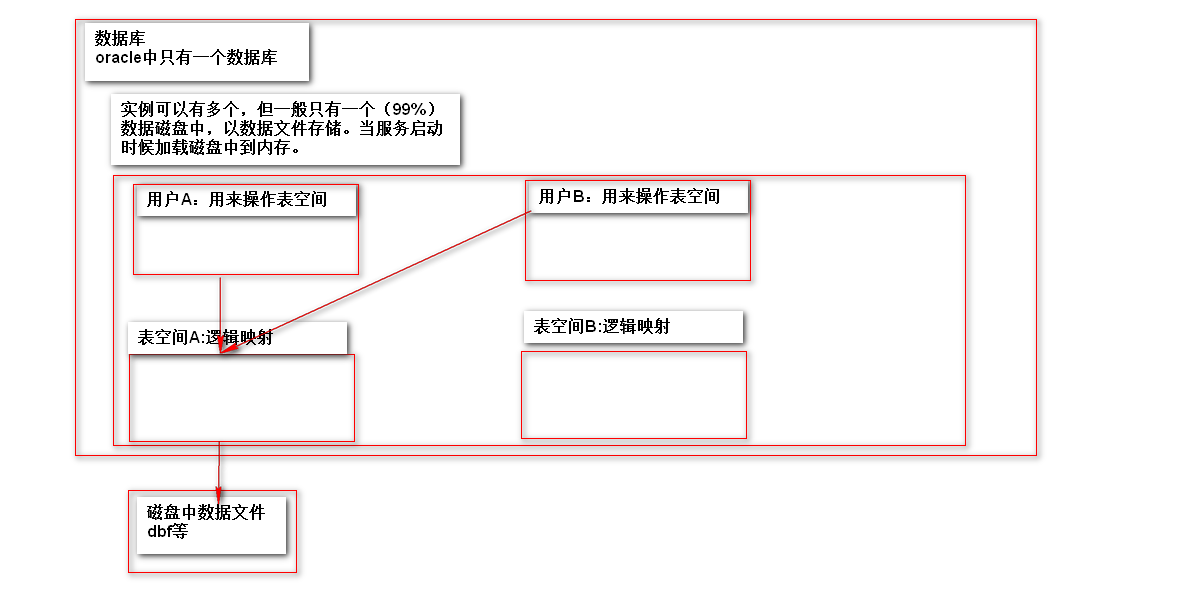 数据库
oracle中只有一个数据库
实例可以有多个，但一般只有一个（99%）
数据磁盘中，以数据文件存储。当服务启动
时候加载磁盘中到内存。
用户A：用来操作表空间
用户B：用来操作表空间
表空间A:逻辑映射
表空间B:逻辑映射
磁盘中数据文件
dbf等